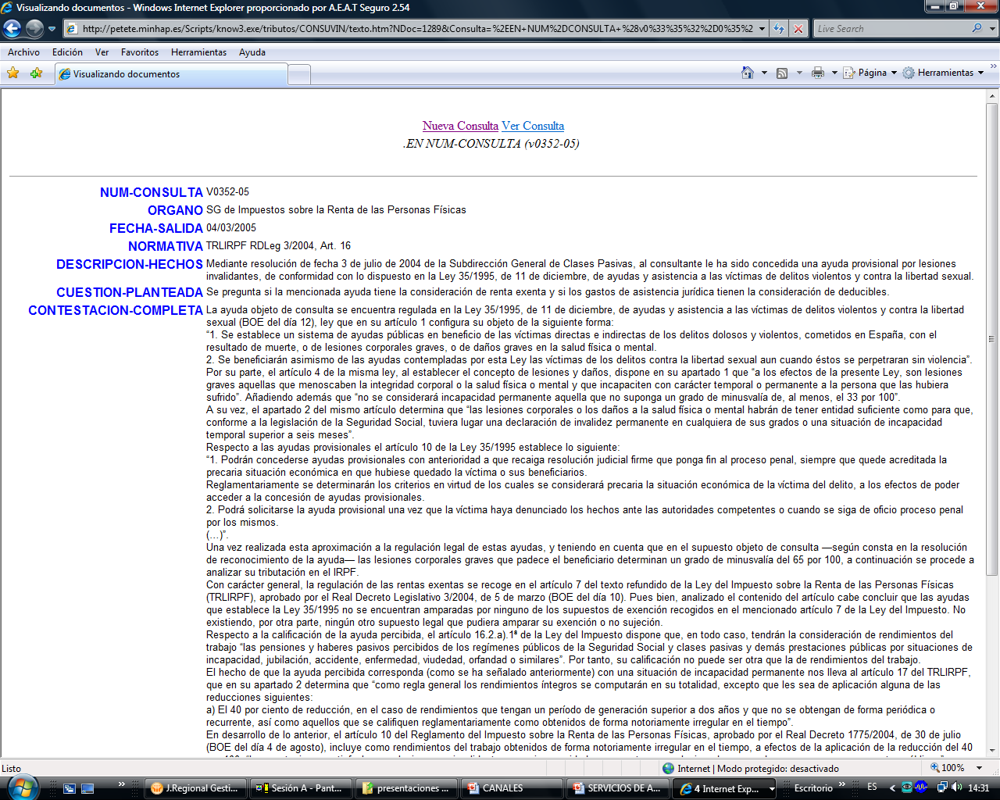 Visualizando documentos - Windows Internet Explorer proporcionado por A.E.A.T Seguro 2.54
http://petete.minhap.es/Scripts/know3.exe/tributos/CONSUVIN/texto.htm?NDoc=1289&Consulta=%2EEN+NUM%2DCONSULTA+%28v0%33%35%32%2D0%35%2
Live Search
Archivo Edición Ver Favoritos Herramientas Ayuda
Visualizando documentos
Página Herramientas
Nueva Consulta Ver Consulta
.EN NUM-CONSULTA (v0352-05)
NUM-CONSULTA V0352-05
ORGANO SG de Impuestos sobre la Renta de las Personas Físicas
FECHA-SALIDA 04/03/2005
NORMATIVA TRLIRPF RDLeg 3/2004, Art. 16
DESCRIPCION-HECHOS Mediante resolución de fecha 3 de julio de 2004 de la Subdirección General de Clases Pasivas, al consultante le ha sido concedida una ayuda provisional por lesiones
invalidantes, de conformidad con lo dispuesto en la Ley 35/1995, de 11 de diciembre, de ayudas y asistencia a las víctimas de delitos violentos y contra la libertad sexual.
CUESTION-PLANTEADA Se pregunta si la mencionada ayuda tiene la consideración de renta exenta y si los gastos de asistencia jurídica tienen la consideración de deducibles.
CONTESTACION-COMPLETA La ayuda objeto de consulta se encuentra regulada en la Ley 35/1995, de 11 de diciembre, de ayudas y asistencia a las víctimas de delitos violentos y contra la libertad
sexual (BOE del día 12), ley que en su artículo 1 configura su objeto de la siguiente forma:
“1. Se establece un sistema de ayudas públicas en beneficio de las víctimas directas e indirectas de los delitos dolosos y violentos, cometidos en España, con el
resultado de muerte, o de lesiones corporales graves, o de daños graves en la salud física o mental.
2. Se beneficiarán asimismo de las ayudas contempladas por esta Ley las víctimas de los delitos contra la libertad sexual aun cuando éstos se perpetraran sin violencia”.
Por su parte, el artículo 4 de la misma ley, al establecer el concepto de lesiones y daños, dispone en su apartado 1 que “a los efectos de la presente Ley, son lesiones
graves aquellas que menoscaben la integridad corporal o la salud física o mental y que incapaciten con carácter temporal o permanente a la persona que las hubiera
sufrido”. Añadiendo además que “no se considerará incapacidad permanente aquella que no suponga un grado de minusvalía de, al menos, el 33 por 100”.
A su vez, el apartado 2 del mismo artículo determina que “las lesiones corporales o los daños a la salud física o mental habrán de tener entidad suficiente como para que,
conforme a la legislación de la Seguridad Social, tuviera lugar una declaración de invalidez permanente en cualquiera de sus grados o una situación de incapacidad
temporal superior a seis meses”.
Respecto a las ayudas provisionales el artículo 10 de la Ley 35/1995 establece lo siguiente:
“1. Podrán concederse ayudas provisionales con anterioridad a que recaiga resolución judicial firme que ponga fin al proceso penal, siempre que quede acreditada la
precaria situación económica en que hubiese quedado la víctima o sus beneficiarios.
Reglamentariamente se determinarán los criterios en virtud de los cuales se considerará precaria la situación económica de la víctima del delito, a los efectos de poder
acceder a la concesión de ayudas provisionales.
2. Podrá solicitarse la ayuda provisional una vez que la víctima haya denunciado los hechos ante las autoridades competentes o cuando se siga de oficio proceso penal
por los mismos.
(…)”.
Una vez realizada esta aproximación a la regulación legal de estas ayudas, y teniendo en cuenta que en el supuesto objeto de consulta —según consta en la resolución
de reconocimiento de la ayuda— las lesiones corporales graves que padece el beneficiario determinan un grado de minusvalía del 65 por 100, a continuación se procede a
analizar su tributación en el IRPF.
Con carácter general, la regulación de las rentas exentas se recoge en el artículo 7 del texto refundido de la Ley del Impuesto sobre la Renta de las Personas Físicas
(TRLIRPF), aprobado por el Real Decreto Legislativo 3/2004, de 5 de marzo (BOE del día 10). Pues bien, analizado el contenido del artículo cabe concluir que las ayudas
que establece la Ley 35/1995 no se encuentran amparadas por ninguno de los supuestos de exención recogidos en el mencionado artículo 7 de la Ley del Impuesto. No
existiendo, por otra parte, ningún otro supuesto legal que pudiera amparar su exención o no sujeción.
Respecto a la calificación de la ayuda percibida, el artículo 16.2.a).1ª de la Ley del Impuesto dispone que, en todo caso, tendrán la consideración de rendimientos del
trabajo “las pensiones y haberes pasivos percibidos de los regímenes públicos de la Seguridad Social y clases pasivas y demás prestaciones públicas por situaciones de
incapacidad, jubilación, accidente, enfermedad, viudedad, orfandad o similares”. Por tanto, su calificación no puede ser otra que la de rendimientos del trabajo.
El hecho de que la ayuda percibida corresponda (como se ha señalado anteriormente) con una situación de incapacidad permanente nos lleva al artículo 17 del TRLIRPF,
que en su apartado 2 determina que “como regla general los rendimientos íntegros se computarán en su totalidad, excepto que les sea de aplicación alguna de las
reducciones siguientes:
a) El 40 por ciento de reducción, en el caso de rendimientos que tengan un período de generación superior a dos años y que no se obtengan de forma periódica o
recurrente, así como aquellos que se califiquen reglamentariamente como obtenidos de forma notoriamente irregular en el tiempo”.
En desarrollo de lo anterior, el artículo 10 del Reglamento del Impuesto sobre la Renta de las Personas Físicas, aprobado por el Real Decreto 1775/2004, de 30 de julio
(BOE del día 4 de agosto), incluye como rendimientos del trabajo obtenidos de forma notoriamente irregular en el tiempo, a efectos de la aplicación de la reducción del 40
Listo Internet | Modo protegido: desactivado 100%
J.Regional Gesti... Sesión A - Pant... presentaciones ... CANALES SERVICIOS DE A... 4 Internet Exp... Escritorio ES 14:31